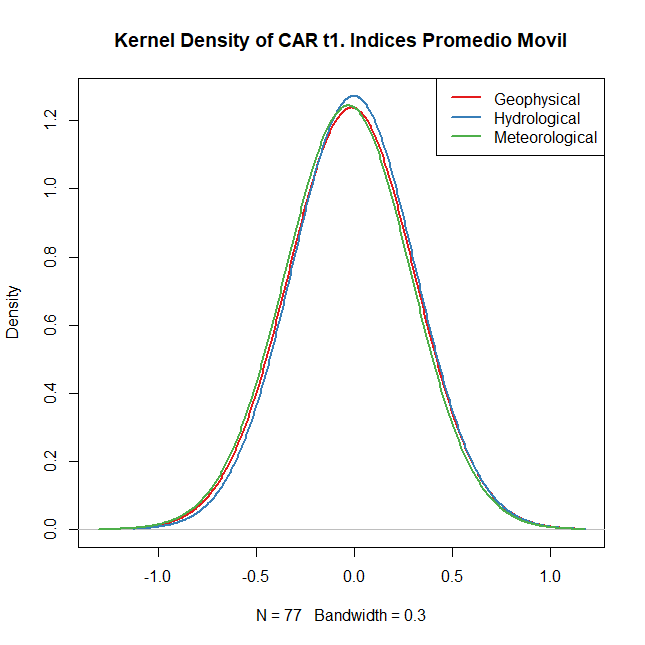 Kernel Density of CAR t1. Indices Promedio Movil
Geophysical
Hydrological
Meteorological
Density
1.2
1.0
0.8
0.6
0.4
0.2
0.0
-1.0
-0.5
0.0
0.5
1.0
N = 77   Bandwidth = 0.3